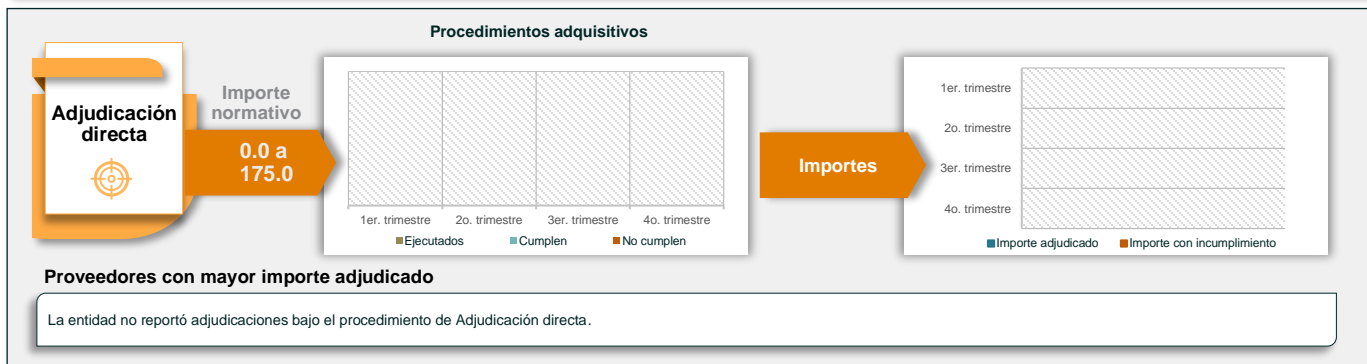 Procedimientos adquisitivos
Adjudicación
directa
Importe
normativo
0.0 a
175.0
1er. trimestre 2o. trimestre 3er. trimestre 4o. trimestre
Ejecutados Cumplen No cumplen
Importes
1er. trimestre
2o. trimestre
3er. trimestre
4o. trimestre
Importe adjudicado Importe con incumplimiento
Proveedores con mayor importe adjudicado
La entidad no reportó adjudicaciones bajo el procedimiento de Adjudicación directa.